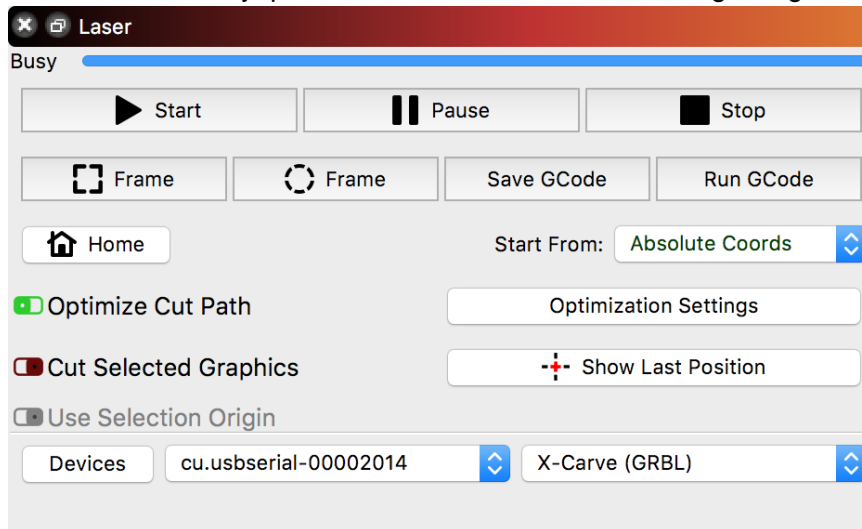 Laser
Busy
Start Pause Stop
Frame Frame Save GCode Run GCode
Home Start From: Absolute Coords
Optimize Cut Path Optimization Settings
Cut Selected Graphics Show Last Position
Use Selection Origin
Devices cu.usbserial-00002014 X-Carve (GRBL)